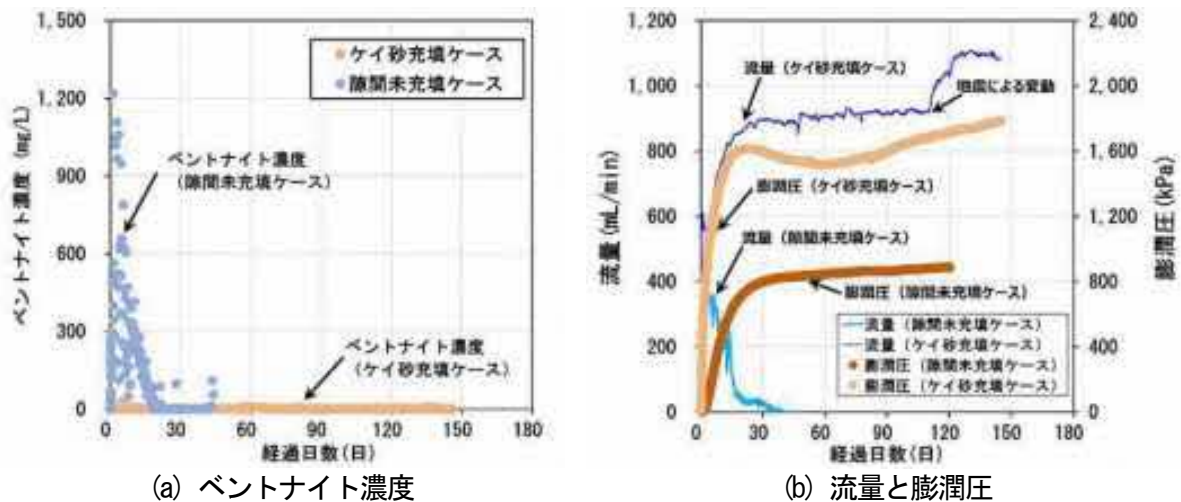 1,500
1,200
900
600
300
0
ベントナイト濃度 (mg/L)
ケイ砂充填ケース
隙間未充填ケース
ベントナイト濃度
(隙間未充填ケース)
ベントナイト濃度
(ケイ砂充填ケース)
0 30 60 90 120 150 180
経過日数(日)
(a) ベントナイト濃度
1,200
1,000
800
600
400
200
0
流量(mL/min)
2,400
2,000
1,600
1,200
800
400
0
膨潤圧(kPa)
流量(ケイ砂充填ケース)
地震による変動
膨潤圧(ケイ砂充填ケース)
流量(隙間未充填ケース)
膨潤圧(隙間未充填ケース)
流量(隙間未充填ケース)
流量(ケイ砂充填ケース)
膨潤圧(隙間未充填ケース)
膨潤圧(ケイ砂充填ケース)
0 30 60 90 120 150 180
経過日数(日)
(b) 流量と膨潤圧